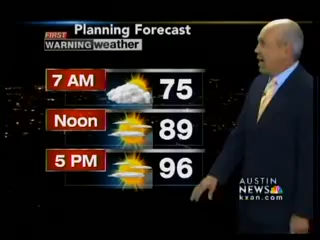 Planning Forecast
FIRST
WARNING weather
7 AM 75
Noon 89
5 PM 96
AUSTIN
NEWS
kxan.com